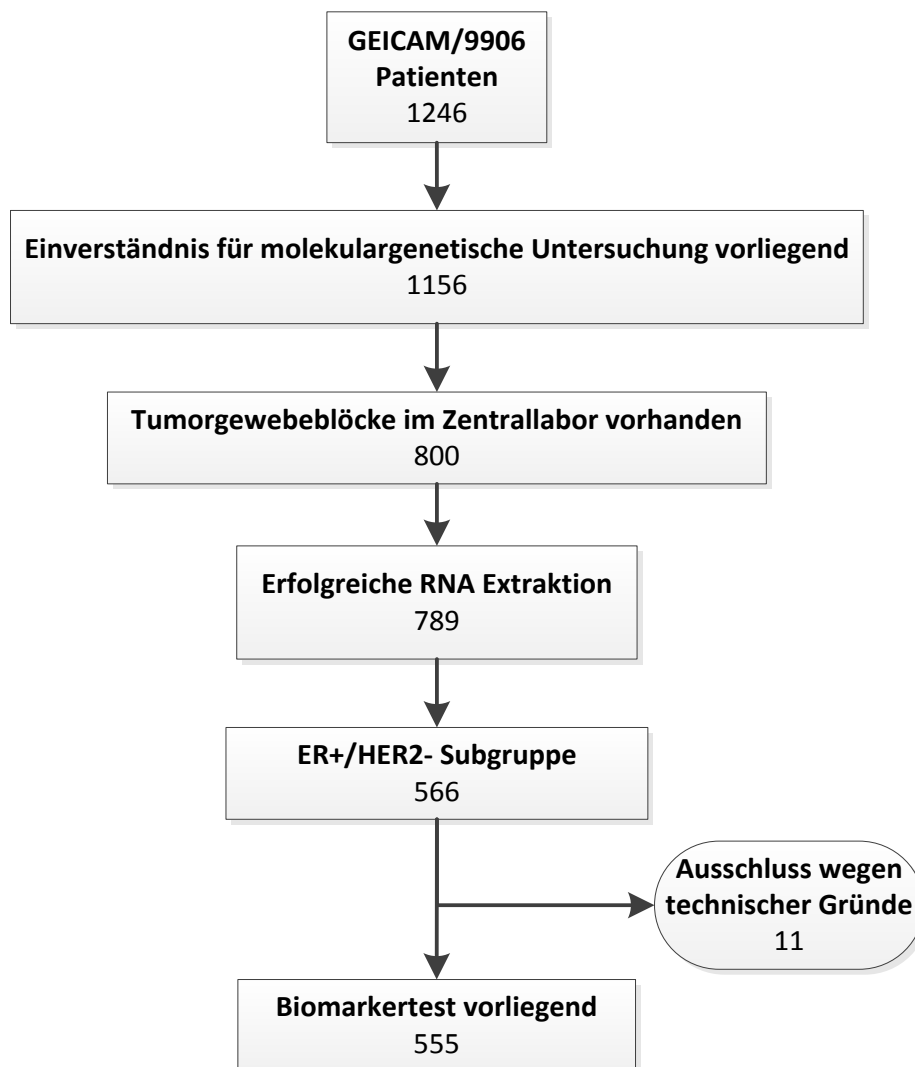 GEICAM/9906
Patienten
1246
Einverständnis für molekulargenetische Untersuchung vorliegend
1156
Tumorgewebeblöcke im Zentrallabor vorhanden
800
Erfolgreiche RNA Extraktion
789
ER+/HER2- Subgruppe
566
Ausschluss wegen
technischer Gründe
11
Biomarkertest vorliegend
555